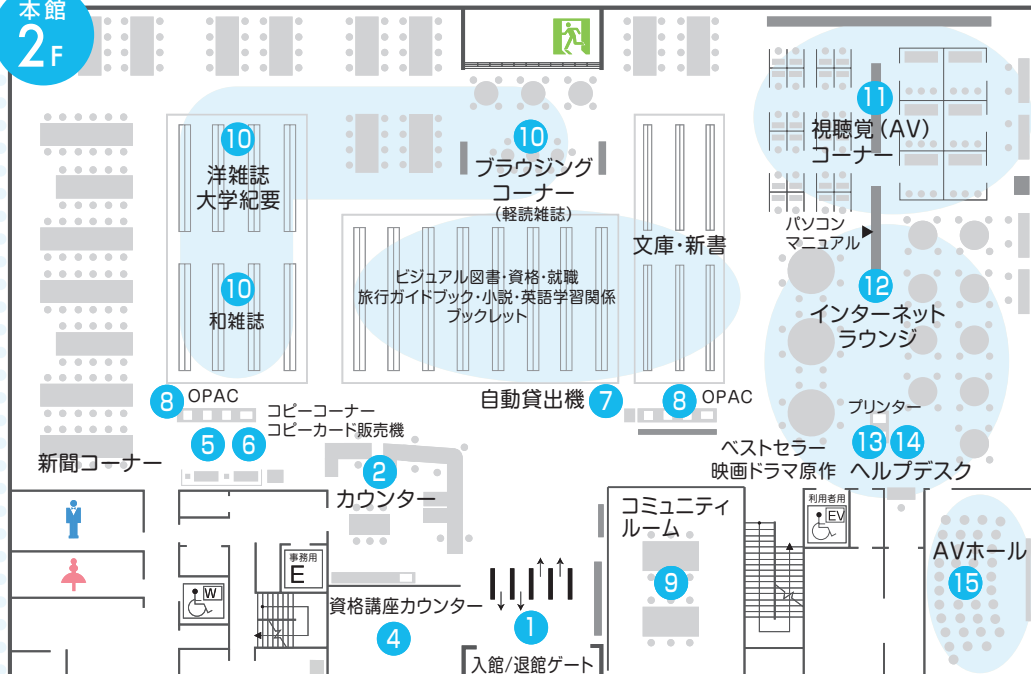 本館
2F
11
視聴覚(AV)
コーナー
10
洋雑誌
大学紀要
10
ブラウジング
コーナー
(軽読雑誌)
文庫・新書
パソコン
マニュアル▶
ビジュアル図書・資格・就職
旅行ガイドブック・小説・英語学習関係
ブックレット
10
和雑誌
12
インターネット
ラウンジ
8 OPAC
自動貸出機 7
8 OPAC
コピーコーナー
コピーカード販売機
5 6
プリンター
13 14
ヘルプデスク
ベストセラー
映画ドラマ原作
新聞コーナー
2
カウンター
コミュニティ
ルーム
9
利用者用
EV
AVホール
15
事務用
E
W
資格講座カウンター
4
1
入館/退館ゲート